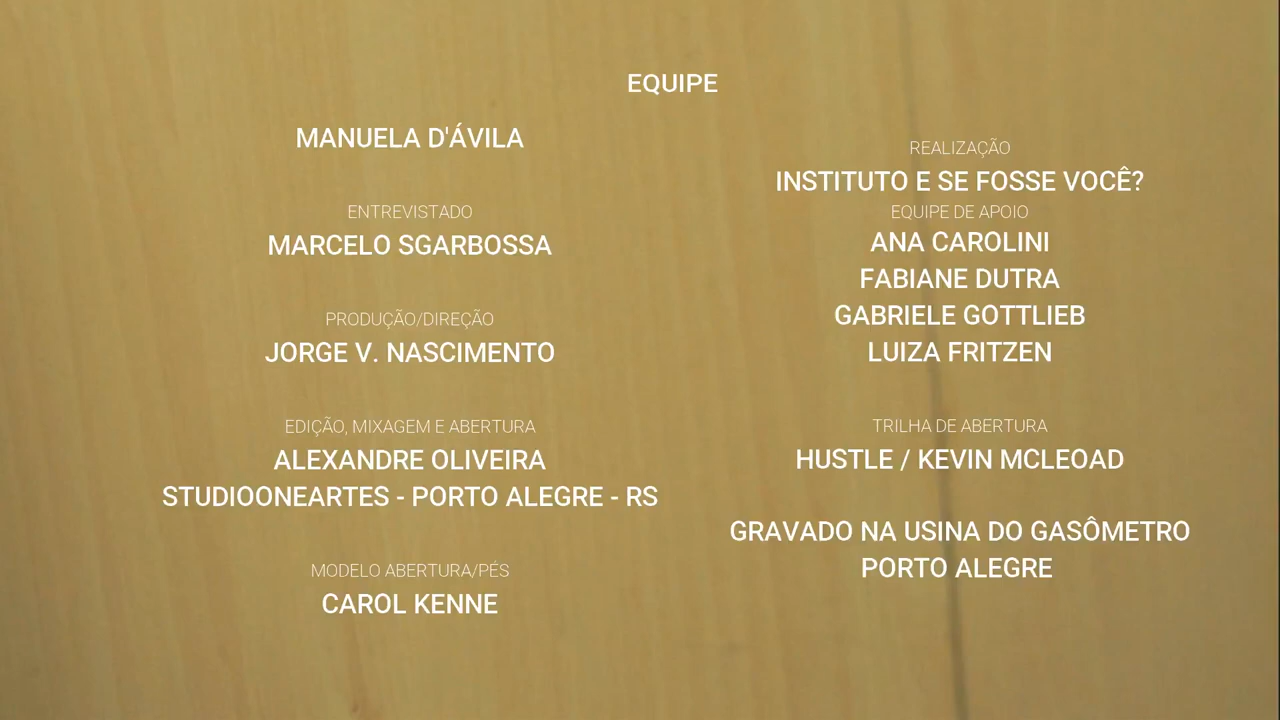 EQUIPE
MANUELA D'ÁVILA
ENTREVISTADO
MARCELO SGARBOSSA
PRODUÇÃO/DIREÇÃO
JORGE V. NASCIMENTO
EDIÇÃO, MIXAGEM E ABERTURA
ALEXANDRE OLIVEIRA
STUDIOONEARTES - PORTO ALEGRE - RS
MODELO ABERTURA/PÉS
CAROL KENNE
REALIZAÇÃO
INSTITUTO E SE FOSSE VOCÊ?
EQUIPE DE APOIO
ANA CAROLINI
FABIANE DUTRA
GABRIELE GOTTLIEB
LUIZA FRITZEN
TRILHA DE ABERTURA
HUSTLE / KEVIN MCLEOAD
GRAVADO NA USINA DO GASÔMETRO
PORTO ALEGRE